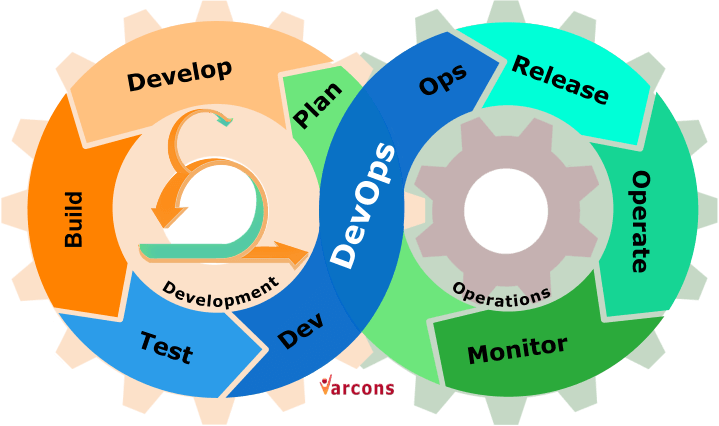 Develop
Plan
Ops
Release
Build
DevOps
Operate
Development
Operations
Test
Dev
Monitor
varcons